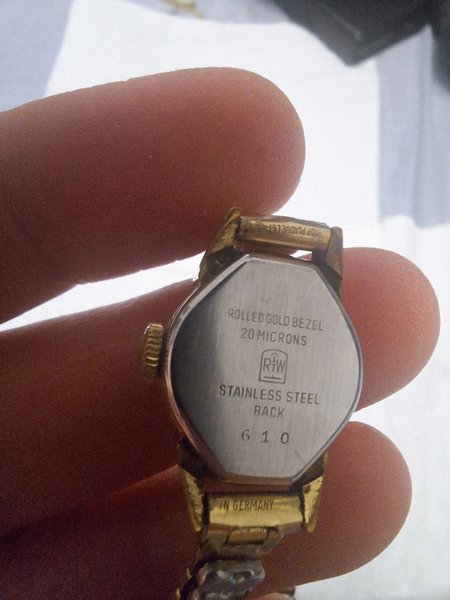 ROLLED GOLD BEZEL
20 MICRONS
RW
STAINLESS STEEL
BACK
610
IN GERMANY